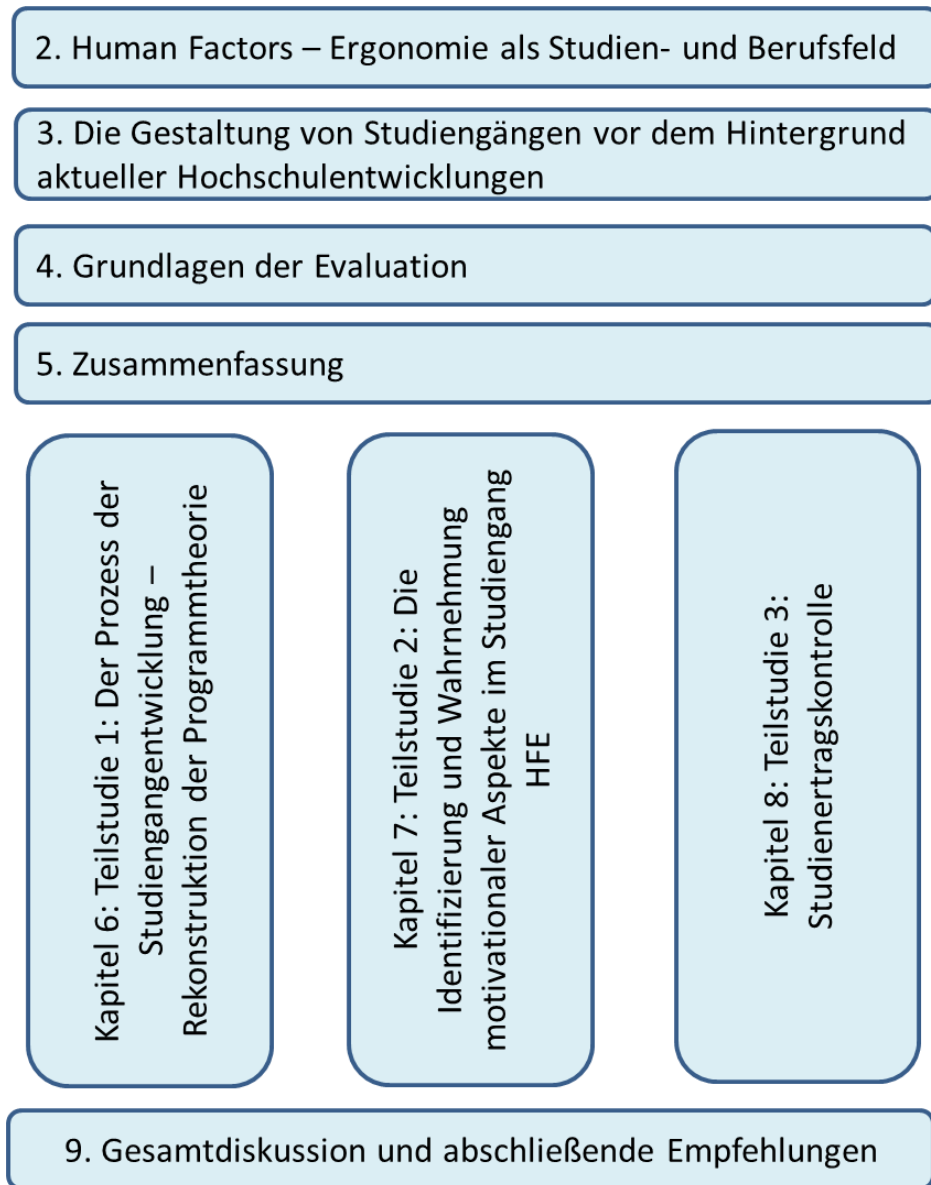 2. Human Factors – Ergonomie als Studien- und Berufsfeld
3. Die Gestaltung von Studiengängen vor dem Hintergrund
aktueller Hochschulentwicklungen
4. Grundlagen der Evaluation
5. Zusammenfassung
Kapitel 6: Teilstudie 1: Der Prozess der
Studiengangentwicklung –
Rekonstruktion der Programmtheorie
Kapitel 7: Teilstudie 2: Die
Identifizierung und Wahrnehmung
motivationaler Aspekte im Studiengang
HFE
Kapitel 8: Teilstudie 3:
Studienertragskontrolle
9. Gesamtdiskussion und abschließende Empfehlungen